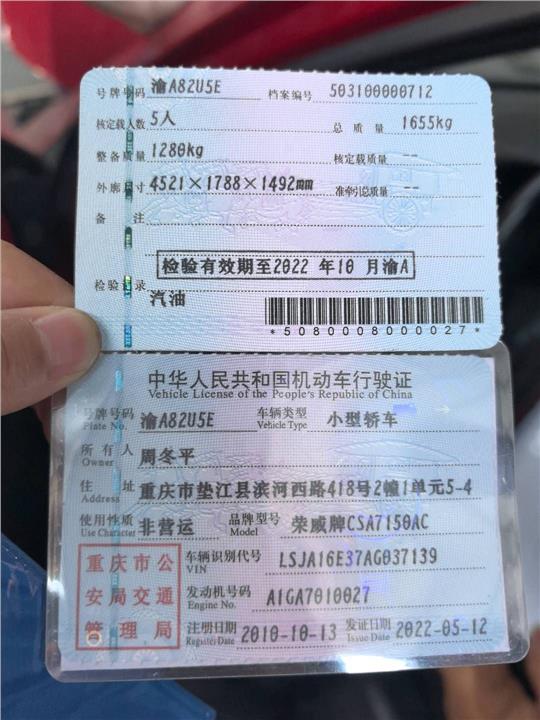 号牌号码 渝A82U5E 档案编号 503100000712
核定载人数 5人 总质量 1655kg
整备质量 1280kg 核定载质量 --
外廓尺寸 4521×1788×1492mm 准牵引总质量 --
备注
检验有效期至2022年10月渝A
检验记录
汽油
*5080008000027*
中华人民共和国机动车行驶证
Vehicle License of the People's Republic of China
号牌号码 渝A82U5E 车辆类型 小型轿车
Plate No. Vehicle Type
所有人 周冬平
Owner
住址 重庆市垫江县滨河西路418号2幢1单元5-4
Address
使用性质 非营运 品牌型号 荣威牌CSA7150AC
Use Character Model
重庆市公安局交通管理局
车辆识别代号 LSJA16E37AG037139
VIN
发动机号码 A1GA7010027
Engine No.
注册日期 2010-10-13 发证日期 2022-05-12
Register Date Issue Date